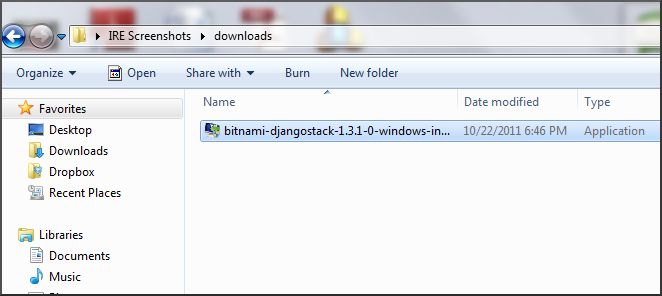 IRE Screenshots downloads
Organize Open Share with Burn New folder
Favorites
Desktop
Downloads
Dropbox
Recent Places
Libraries
Documents
Music
Name Date modified Type
bitnami-djangostack-1.3.1-0-windows-in... 10/22/2011 6:46 PM Application